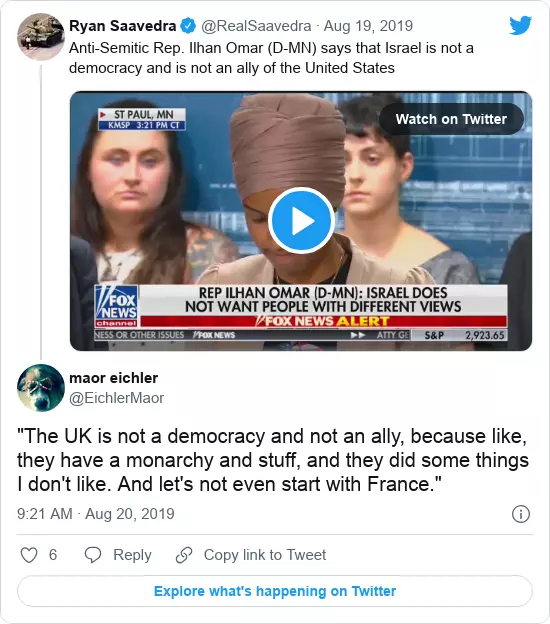 Ryan Saavedra @RealSaavedra · Aug 19, 2019
Anti-Semitic Rep. Ilhan Omar (D-MN) says that Israel is not a
democracy and is not an ally of the United States
Watch on Twitter
ST PAUL, MN
KMSP 3:21 PM CT
FOX
NEWS
channel
REP ILHAN OMAR (D-MN): ISRAEL DOES
NOT WANT PEOPLE WITH DIFFERENT VIEWS
FOX NEWS ALERT
NESS OR OTHER ISSUES FOX NEWS ATTY GE S&P 2,923.65
maor eichler
@EichlerMaor
"The UK is not a democracy and not an ally, because like,
they have a monarchy and stuff, and they did some things
I don't like. And let's not even start with France."
9:21 AM · Aug 20, 2019
6 Reply Copy link to Tweet
Explore what's happening on Twitter